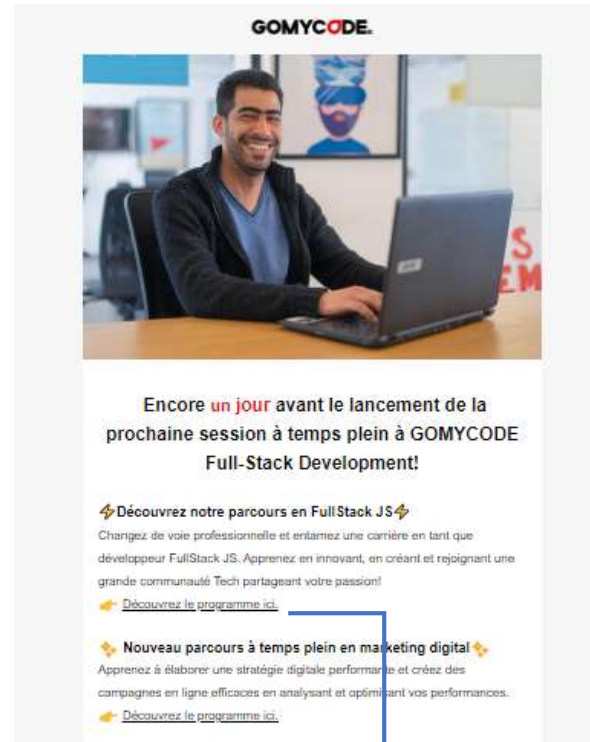 GOMYCODE.
acer
S
EM
Encore un jour avant le lancement de la
prochaine session à temps plein à GOMYCODE
Full-Stack Development!
⚡Découvrez notre parcours en FullStack JS⚡
Changez de voie professionnelle et entamez une carrière en tant que
développeur FullStack JS. Apprenez en innovant, en créant et rejoignant une
grande communauté Tech partageant votre passion!
👉 Découvrez le programme ici.
✨ Nouveau parcours à temps plein en marketing digital ✨
Apprenez à élaborer une stratégie digitale performante et créez des
campagnes en ligne efficaces en analysant et optimisant vos performances.
👉 Découvrez le programme ici.